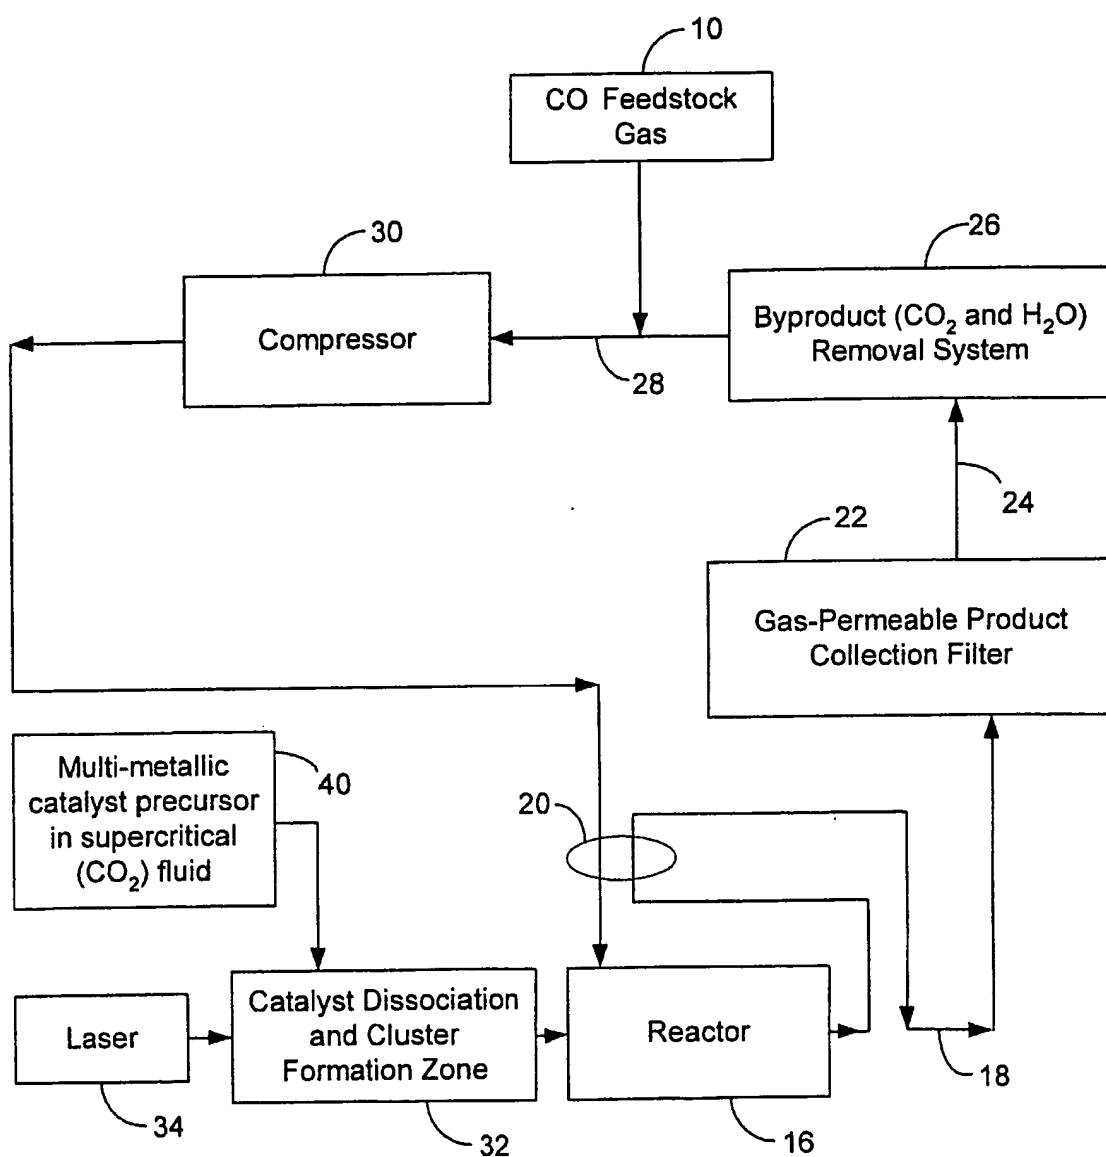 10
CO Feedstock
Gas
30
26
Compressor
Byproduct (CO₂ and H₂O)
Removal System
28
24
22
Gas-Permeable Product
Collection Filter
Multi-metallic
catalyst precursor
in supercritical
(CO₂) fluid
40
20
Laser
Catalyst Dissociation
and Cluster
Formation Zone
Reactor
18
34
32
16